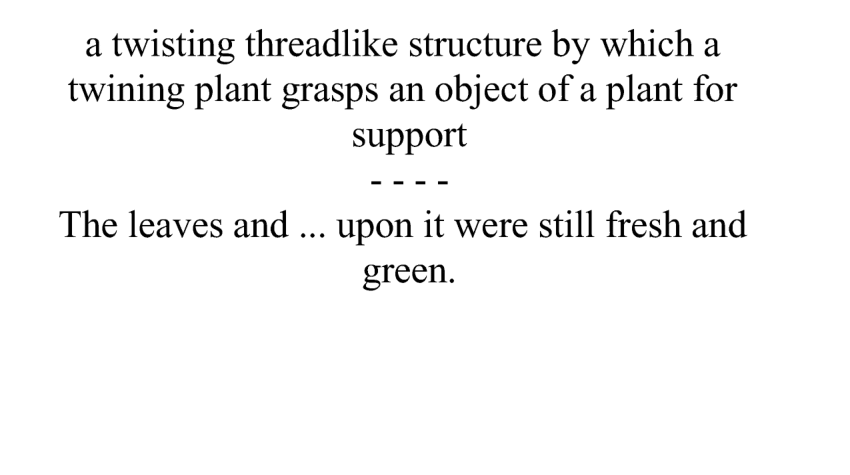 a twisting threadlike structure by which a
twining plant grasps an object of a plant for
support
- - - -
The leaves and ... upon it were still fresh and
green.